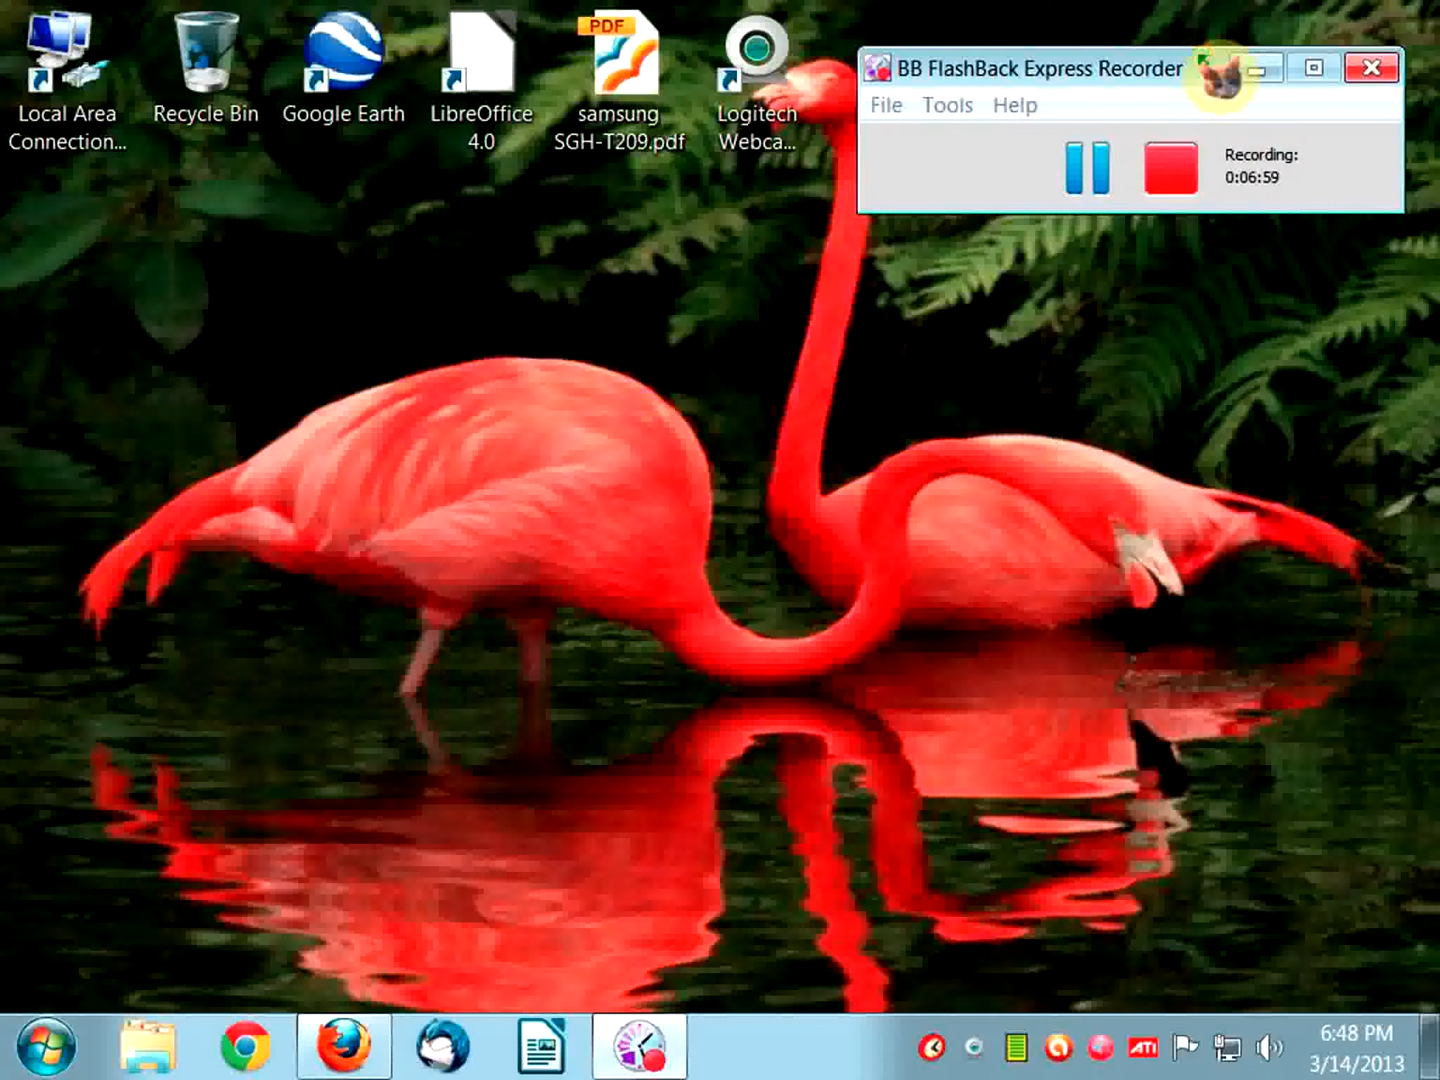 Local Area
Connection...
Recycle Bin
Google Earth
LibreOffice
4.0
PDF
samsung
SGH-T209.pdf
Logitech
Webca...
BB FlashBack Express Recorder
File Tools Help
Recording:
0:06:59
ATI
6:48 PM
3/14/2013